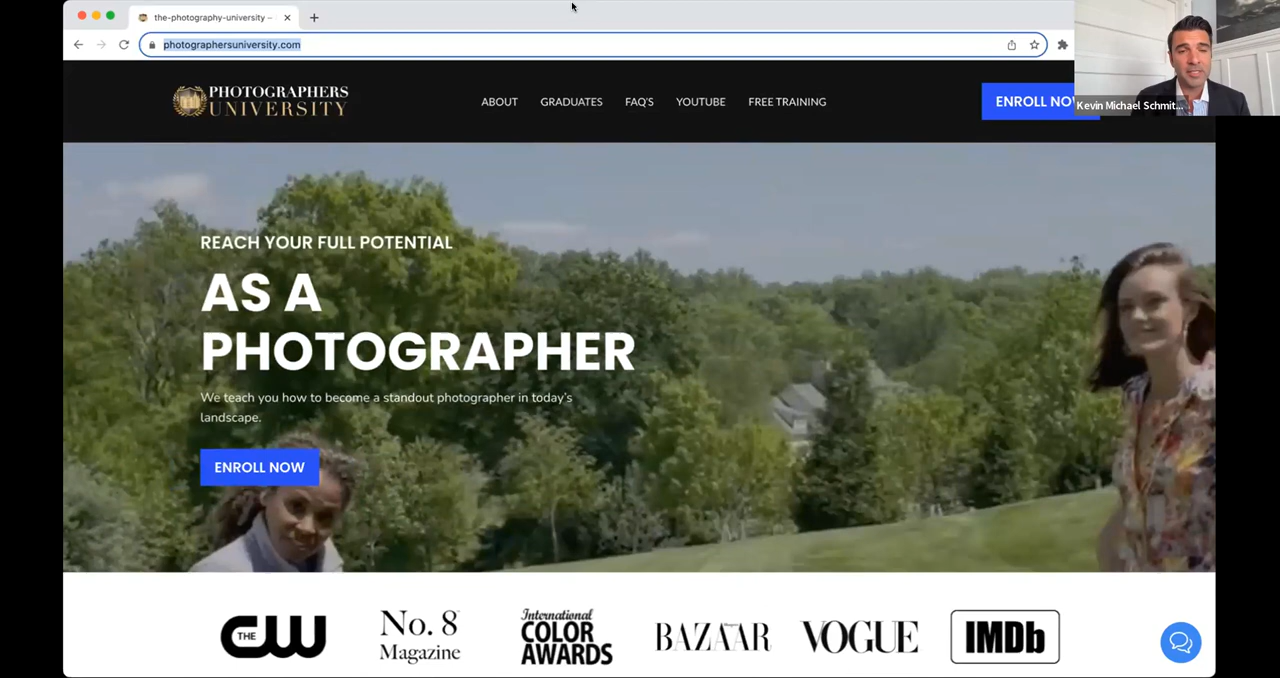 the-photography-university –
photographersuniversity.com
PHOTOGRAPHERS
UNIVERSITY
ABOUT
GRADUATES
FAQ'S
YOUTUBE
FREE TRAINING
ENROLL NO
Kevin Michael Schmit...
REACH YOUR FULL POTENTIAL
AS A
PHOTOGRAPHER
We teach you how to become a standout photographer in today's
landscape.
ENROLL NOW
THE CW
No. 8
Magazine
International
COLOR
AWARDS
BAZAAR
VOGUE
IMDb